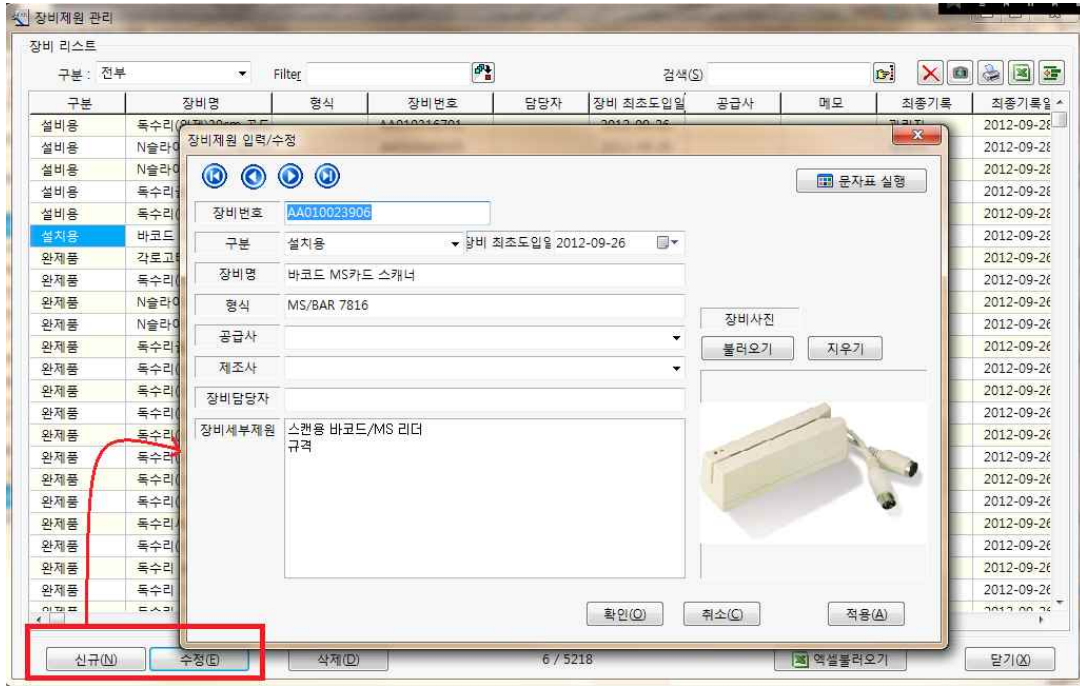 장비제원 관리
장비 리스트
구분 : 전부 Filter 검색(S)
구분 장비명 형식 장비번호 담당자 장비 최초도입일 공급사 메모 최종기록 최종기록일
설비용 2012-09-28
설비용 2012-09-28
설비용 2012-09-28
설비용 2012-09-28
설비용 2012-09-28
설치용 바코드 2012-09-28
완제품 2012-09-26
완제품 2012-09-26
완제품 2012-09-26
완제품 2012-09-26
완제품 2012-09-26
완제품 2012-09-26
완제품 2012-09-26
완제품 2012-09-26
완제품 2012-09-26
완제품 2012-09-26
완제품 2012-09-26
완제품 2012-09-26
완제품 2012-09-26
완제품 2012-09-26
완제품 독수리 2012-09-26
완제품 독수리 2012-09-26
장비제원 입력/수정
문자표 실행
장비번호 AA010023906
구분 설치용 장비 최초도입일 2012-09-26
장비명 바코드 MS카드 스캐너
형식 MS/BAR 7816
공급사
제조사
장비담당자
장비세부제원 스캔용 바코드/MS 리더
규격
장비사진
불러오기 지우기
확인(O) 취소(C) 적용(A)
신규(N) 수정(E) 삭제(D) 6 / 5218 엑셀불러오기 닫기(X)